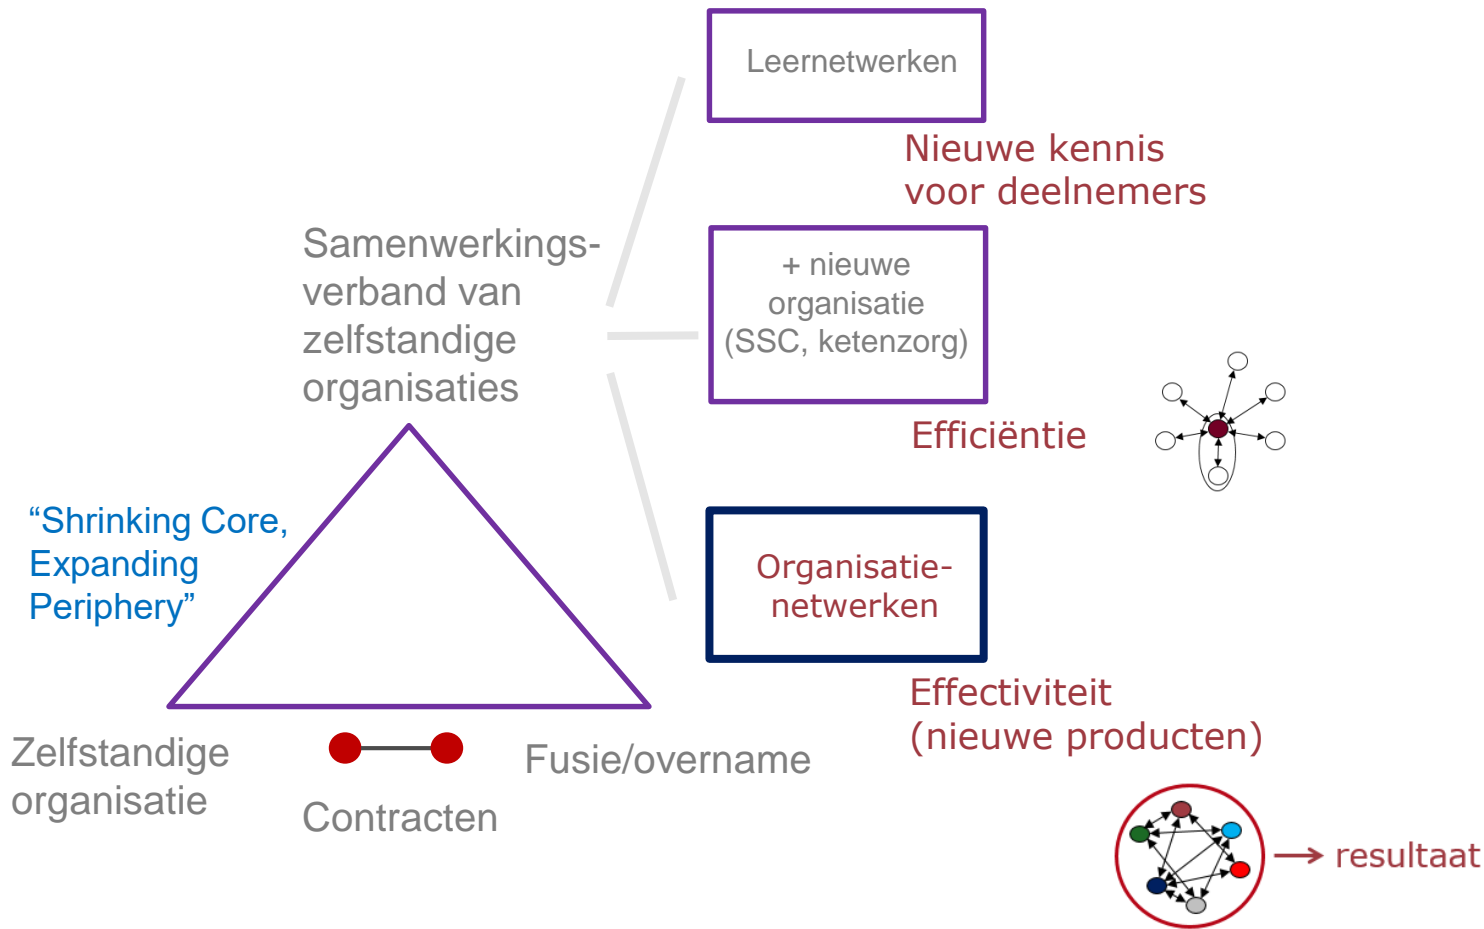 Leernetwerken
Nieuwe kennis
voor deelnemers
Samenwerkings-
verband van
zelfstandige
organisaties
+ nieuwe
organisatie
(SSC, ketenzorg)
Efficiëntie
“Shrinking Core,
Expanding
Periphery”
Organisatie-
netwerken
Effectiviteit
(nieuwe producten)
Zelfstandige
organisatie
Contracten
Fusie/overname
resultaat